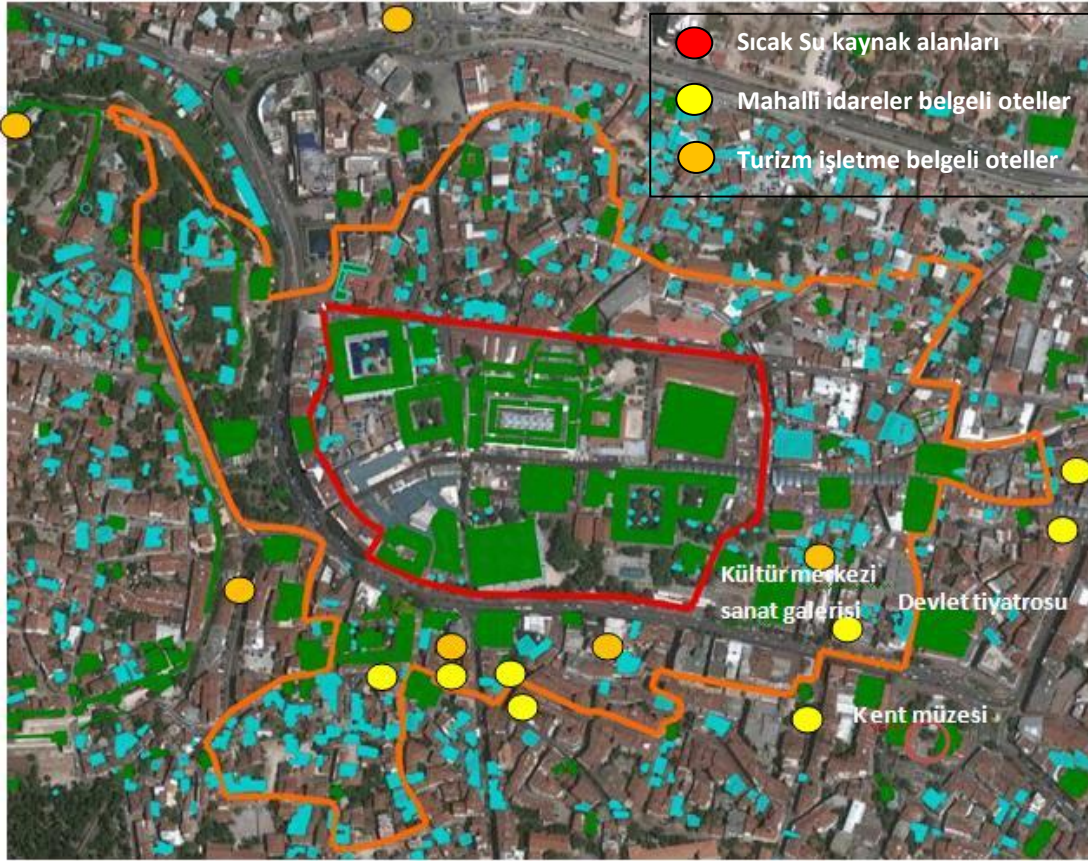 Sıcak Su kaynak alanları
Mahalli idareler belgeli oteller
Turizm işletme belgeli oteller
Kültür merkezi
sanat galerisi
Devlet tiyatrosu
Kent müzesi